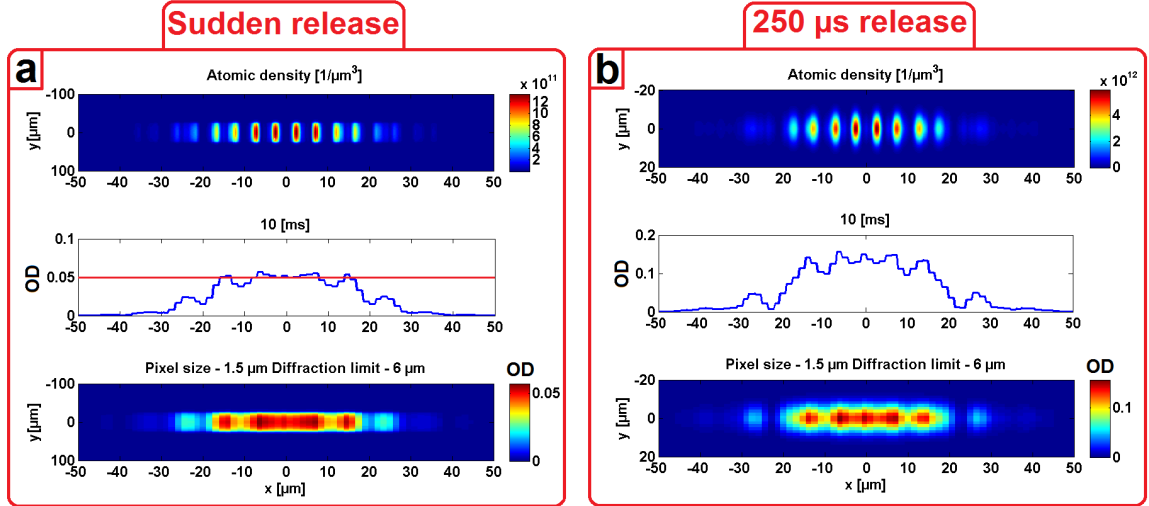 Sudden release
a
Atomic density [1/µm³]
x 10¹¹
-100
0
100
y [µm]
12
10
8
6
4
2
-50 -40 -30 -20 -10 0 10 20 30 40 50
10 [ms]
0.1
0.05
0
OD
-50 -40 -30 -20 -10 0 10 20 30 40 50
Pixel size - 1.5 µm Diffraction limit - 6 µm
OD
-100
0
100
y [µm]
0.05
0
-50 -40 -30 -20 -10 0 10 20 30 40 50
x [µm]
250 µs release
b
Atomic density [1/µm³]
x 10¹²
-20
0
20
y [µm]
4
2
0
-50 -40 -30 -20 -10 0 10 20 30 40 50
10 [ms]
0.2
0.1
0
OD
-50 -40 -30 -20 -10 0 10 20 30 40 50
Pixel size - 1.5 µm Diffraction limit - 6 µm
OD
-20
0
20
y [µm]
0.1
0
-50 -40 -30 -20 -10 0 10 20 30 40 50
x [µm]